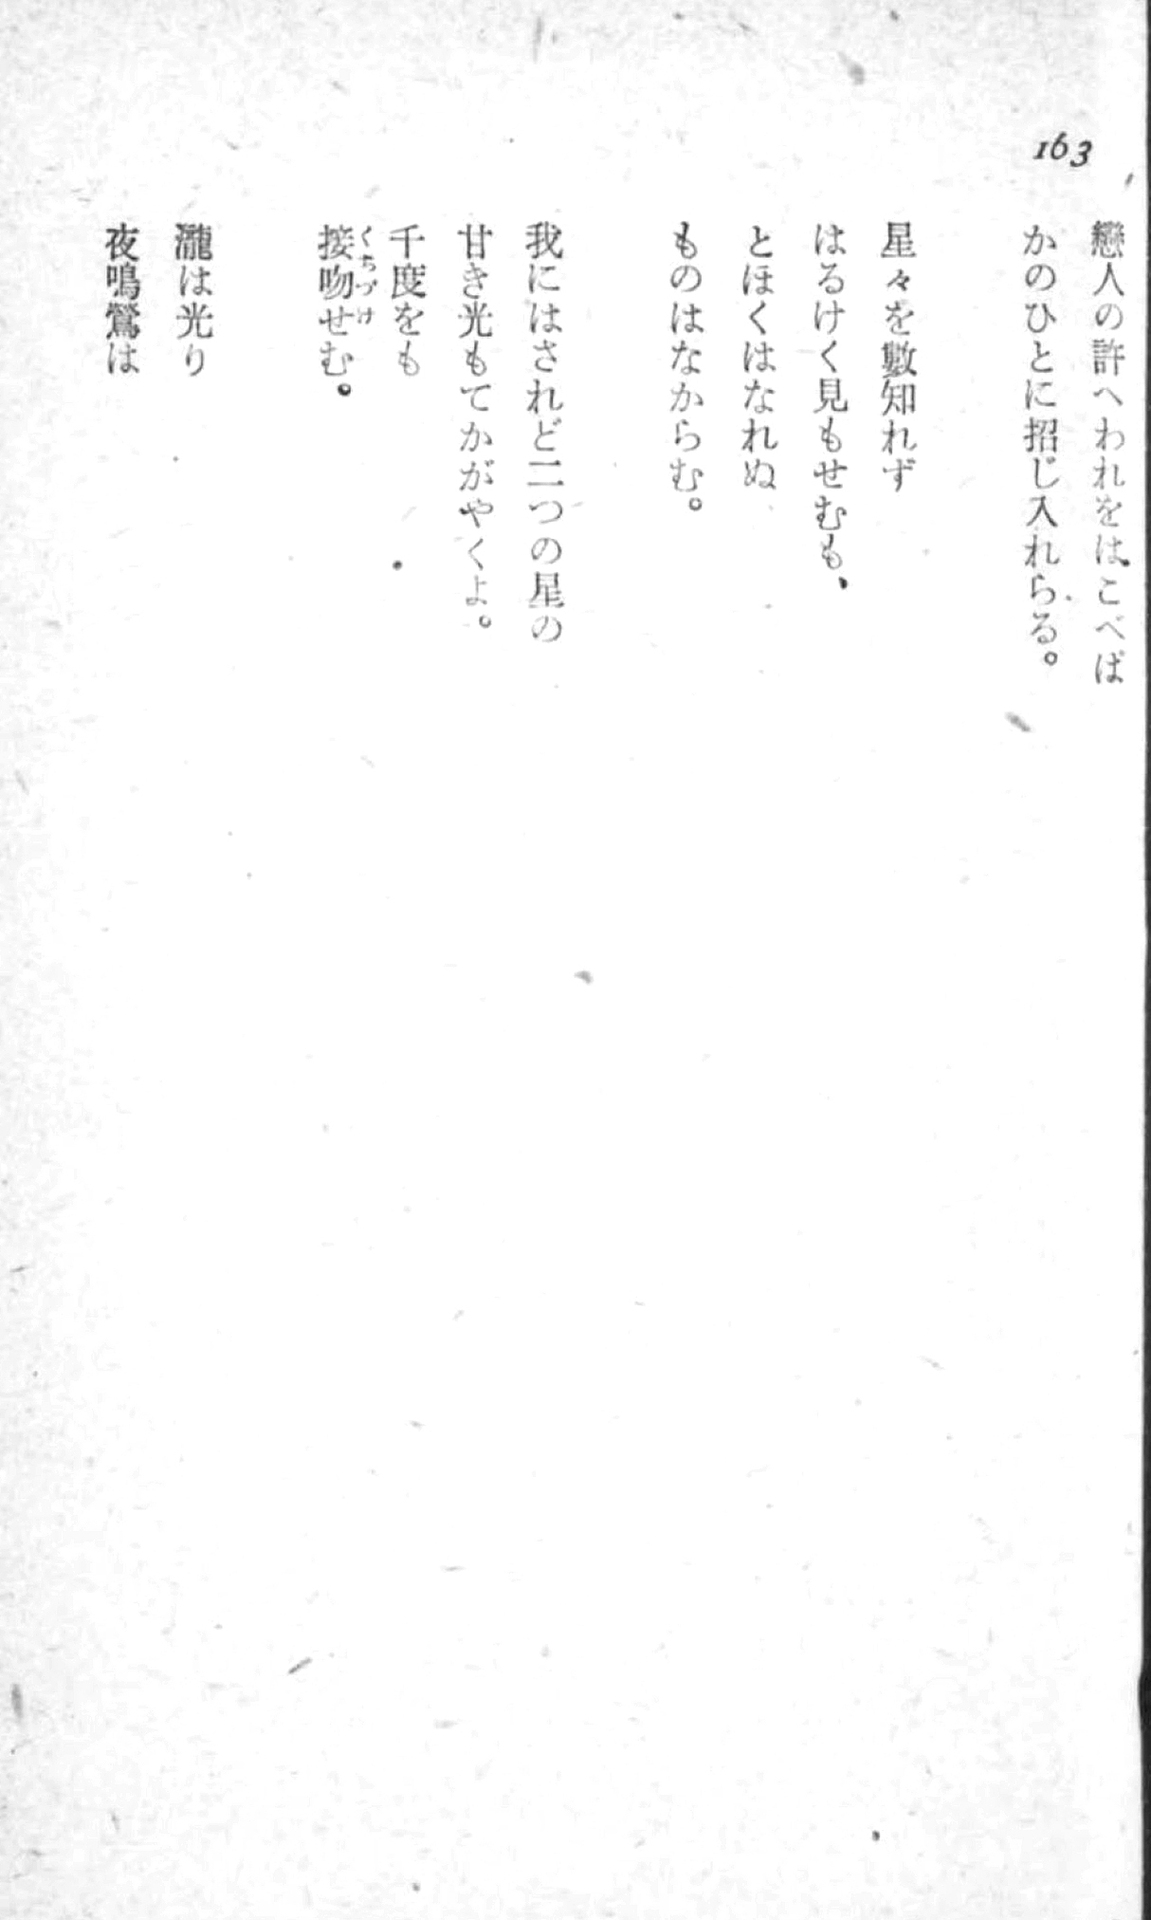 163
戀人の許へわれをはこべば
かのひとに招じ入れらる。
星々を數知れず
はるけく見もせむも、
とほくはなれぬ
ものはなからむ。
我にはされど二つの星の
甘き光もてかがやくよ。
千度をも
接吻せむ。
くちづけ
瀧は光り
夜鳴鶯は